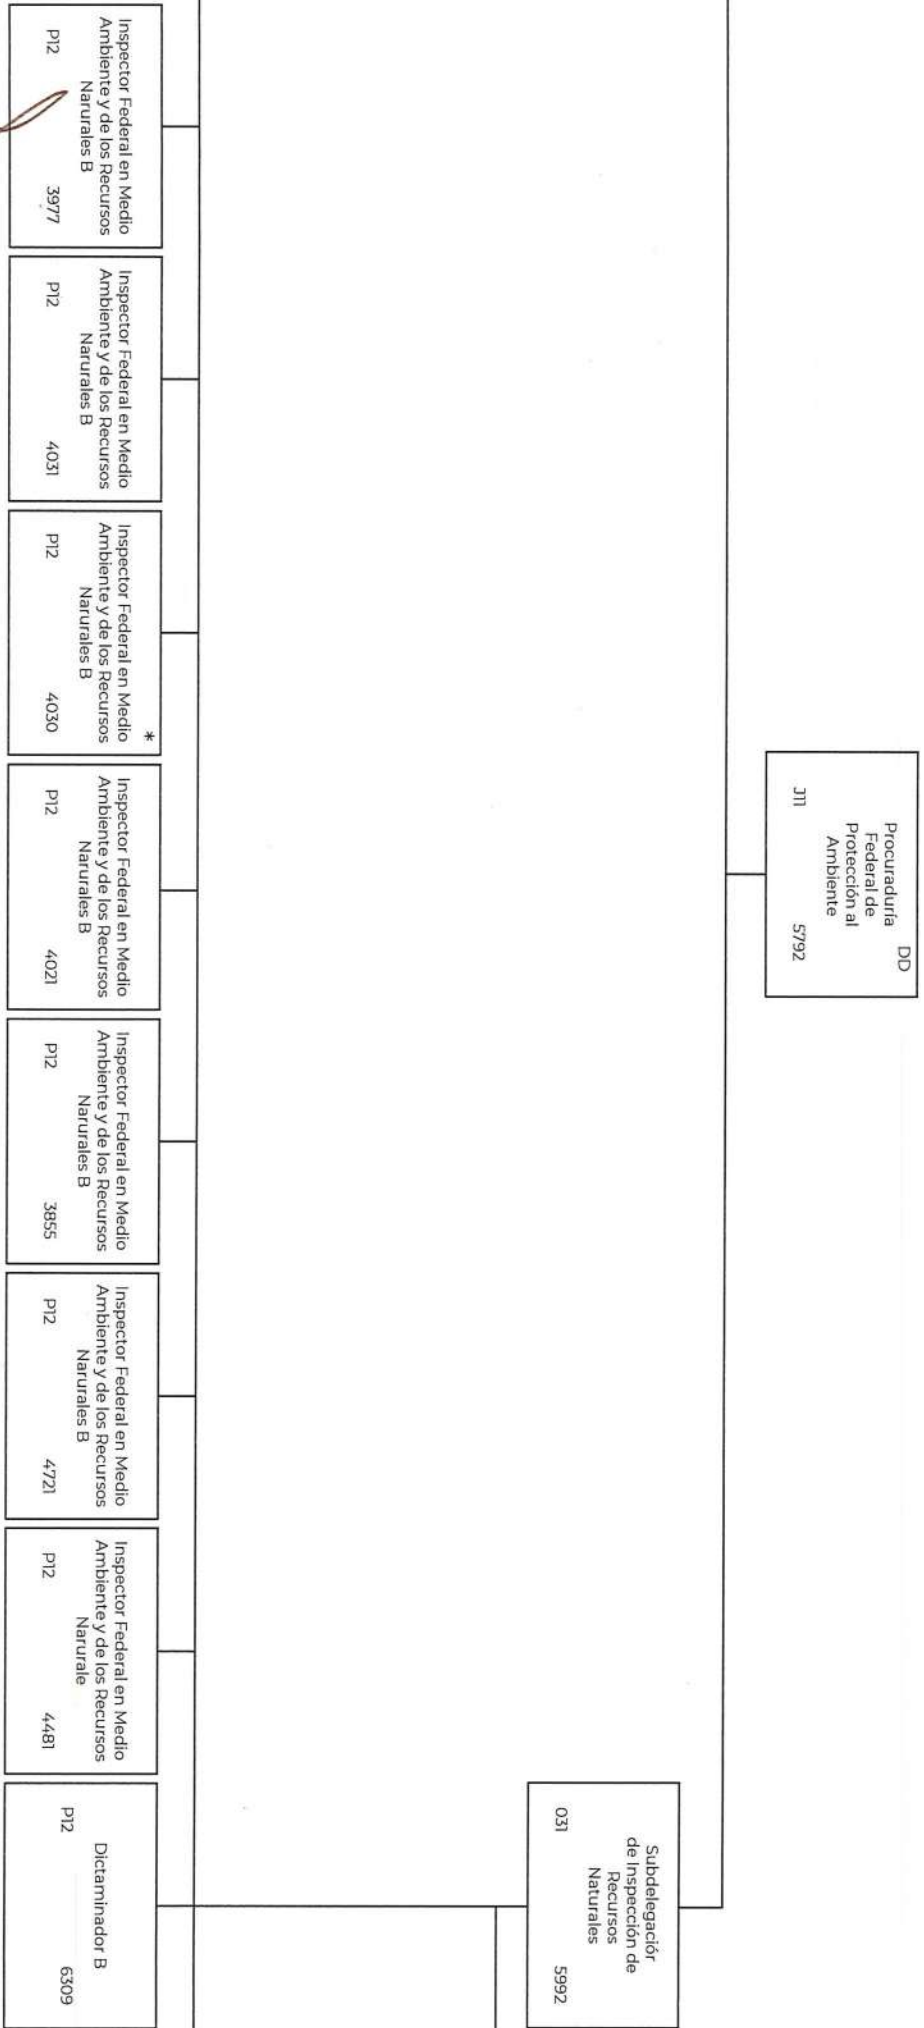 DD
Procuraduría
Federal de
Protección al
Ambiente
J11 5792
Subdelegaciór
de Inspección de
Recursos
Naturales
031 5992
Inspector Federal en Medio
Ambiente y de los Recursos
Narurales B
P12 3977
Inspector Federal en Medio
Ambiente y de los Recursos
Narurales B
P12 4031
*
Inspector Federal en Medio
Ambiente y de los Recursos
Narurales B
P12 4030
Inspector Federal en Medio
Ambiente y de los Recursos
Narurales B
P12 4021
Inspector Federal en Medio
Ambiente y de los Recursos
Narurales B
P12 3855
Inspector Federal en Medio
Ambiente y de los Recursos
Narurales B
P12 4721
Inspector Federal en Medio
Ambiente y de los Recursos
Narurale
P12 4481
Dictaminador B
P12 6309